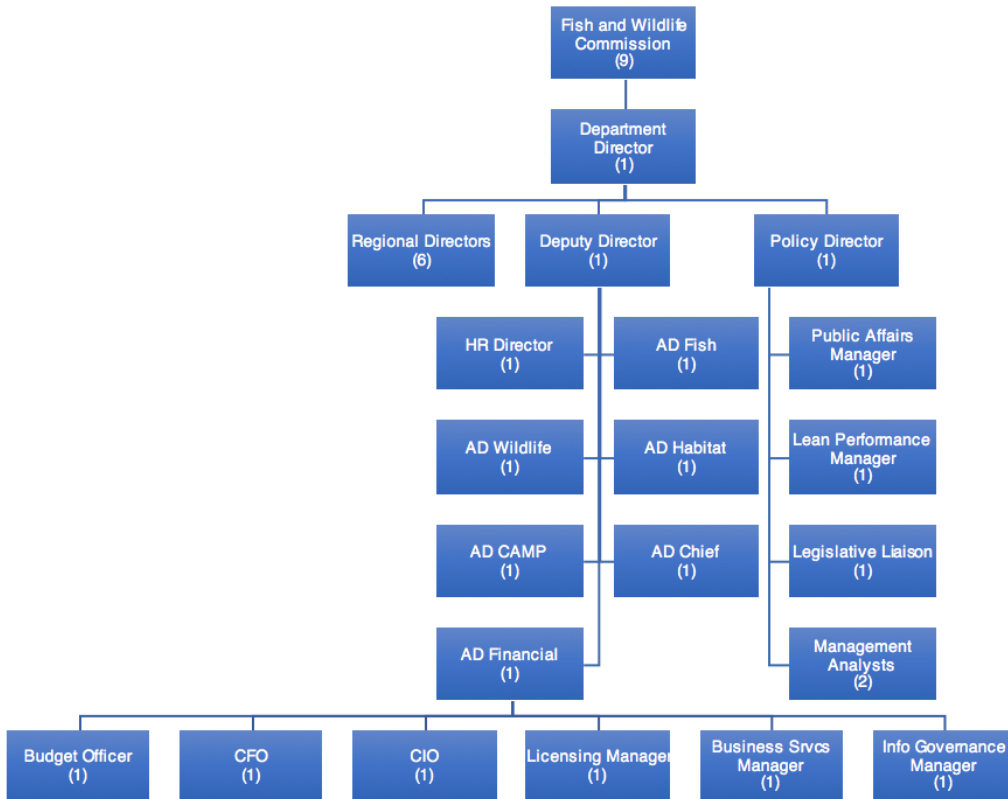 Fish and Wildlife
Commission
(9)
Department
Director
(1)
Regional Directors
(6)
Deputy Director
(1)
Policy Director
(1)
HR Director
(1)
AD Fish
(1)
Public Affairs
Manager
(1)
AD Wildlife
(1)
AD Habitat
(1)
Lean Performance
Manager
(1)
AD CAMP
(1)
AD Chief
(1)
Legislative Liaison
(1)
AD Financial
(1)
Management
Analysts
(2)
Budget Officer
(1)
CFO
(1)
CIO
(1)
Licensing Manager
(1)
Business Srvcs
Manager
(1)
Info Governance
Manager
(1)